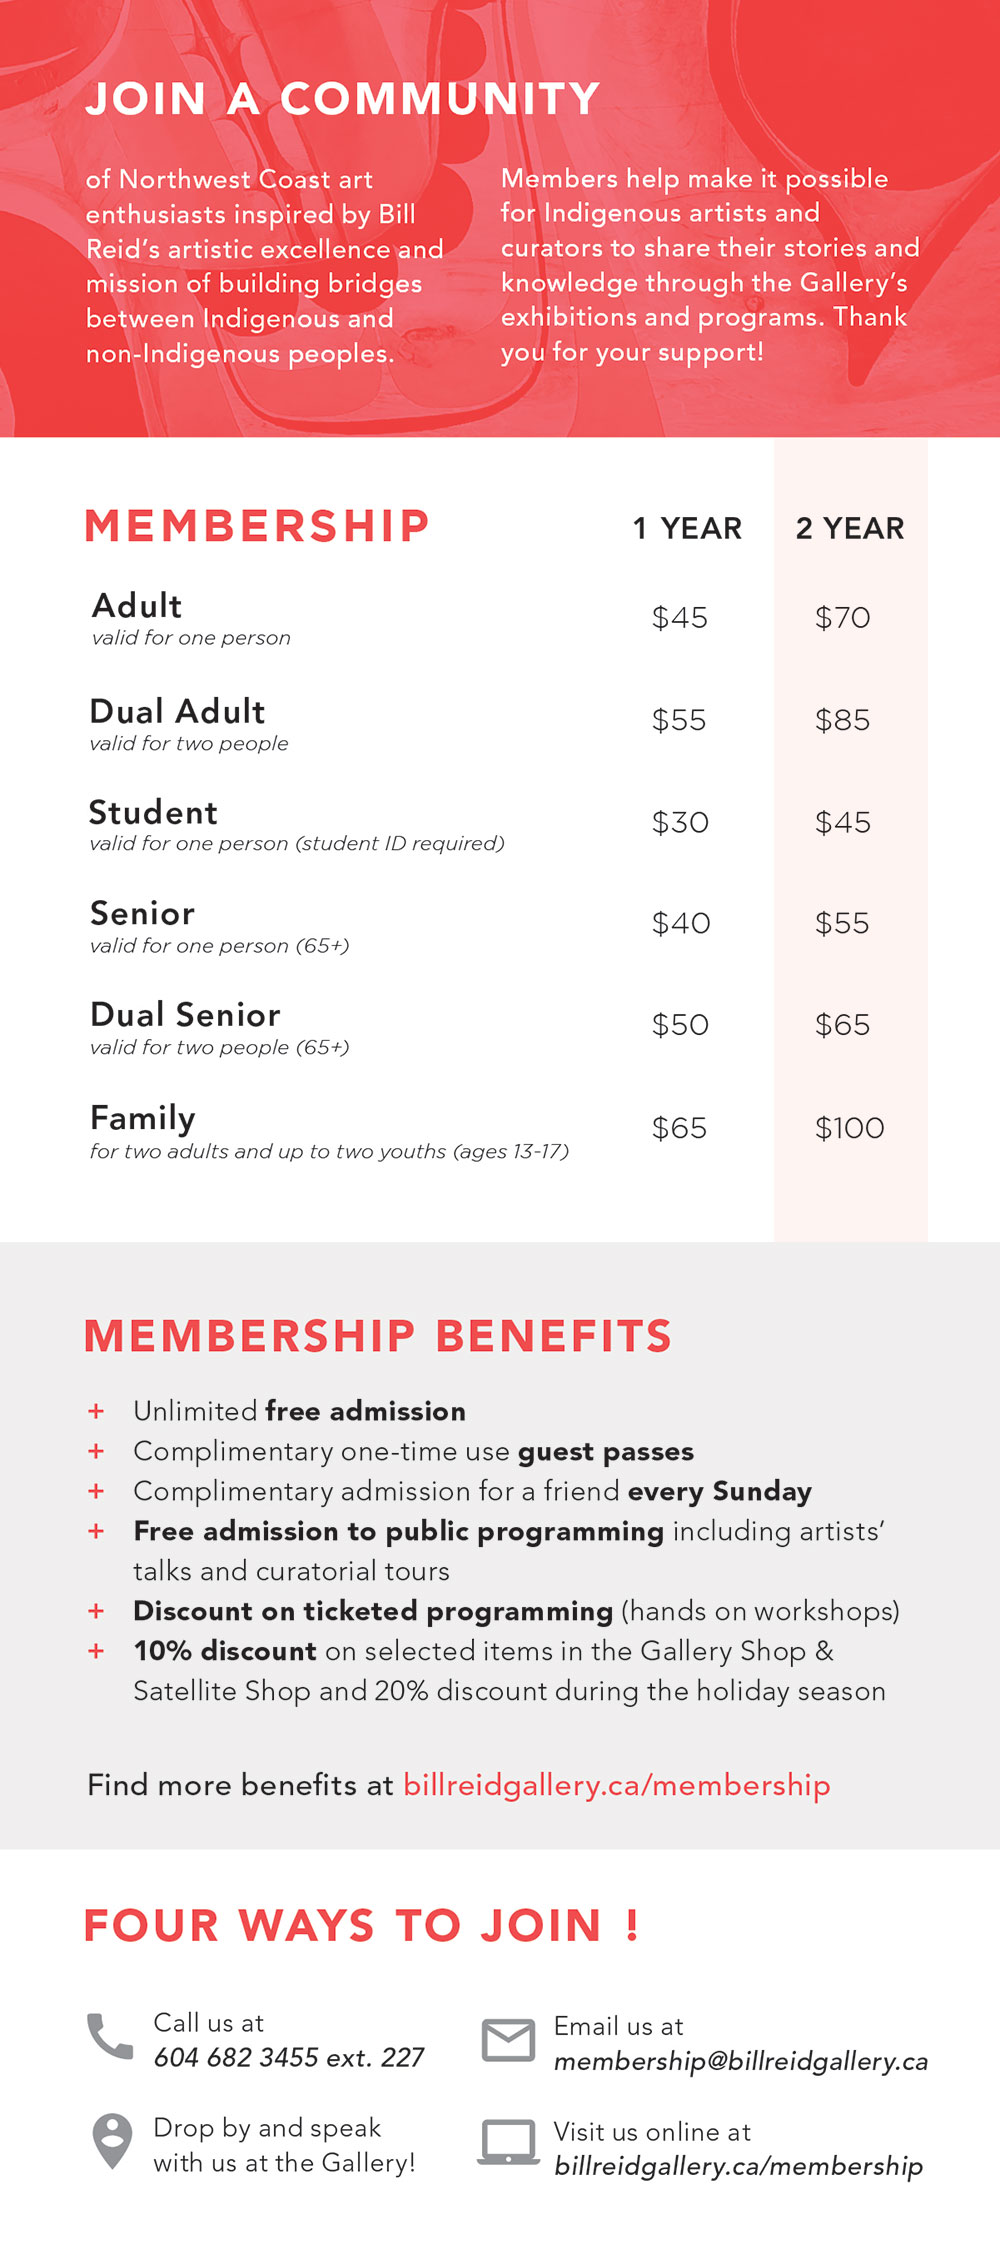 JOIN A COMMUNITY
of Northwest Coast art
enthusiasts inspired by Bill
Reid's artistic excellence and
mission of building bridges
between Indigenous and
non-Indigenous peoples.
Members help make it possible
for Indigenous artists and
curators to share their stories and
knowledge through the Gallery's
exhibitions and programs. Thank
you for your support!
MEMBERSHIP 1 YEAR 2 YEAR
Adult $45 $70
valid for one person
Dual Adult $55 $85
valid for two people
Student $30 $45
valid for one person (student ID required)
Senior $40 $55
valid for one person (65+)
Dual Senior $50 $65
valid for two people (65+)
Family $65 $100
for two adults and up to two youths (ages 13-17)
MEMBERSHIP BENEFITS
+ Unlimited free admission
+ Complimentary one-time use guest passes
+ Complimentary admission for a friend every Sunday
+ Free admission to public programming including artists'
talks and curatorial tours
+ Discount on ticketed programming (hands on workshops)
+ 10% discount on selected items in the Gallery Shop &
Satellite Shop and 20% discount during the holiday season
Find more benefits at billreidgallery.ca/membership
FOUR WAYS TO JOIN !
Call us at
604 682 3455 ext. 227
Email us at
membership@billreidgallery.ca
Drop by and speak
with us at the Gallery!
Visit us online at
billreidgallery.ca/membership